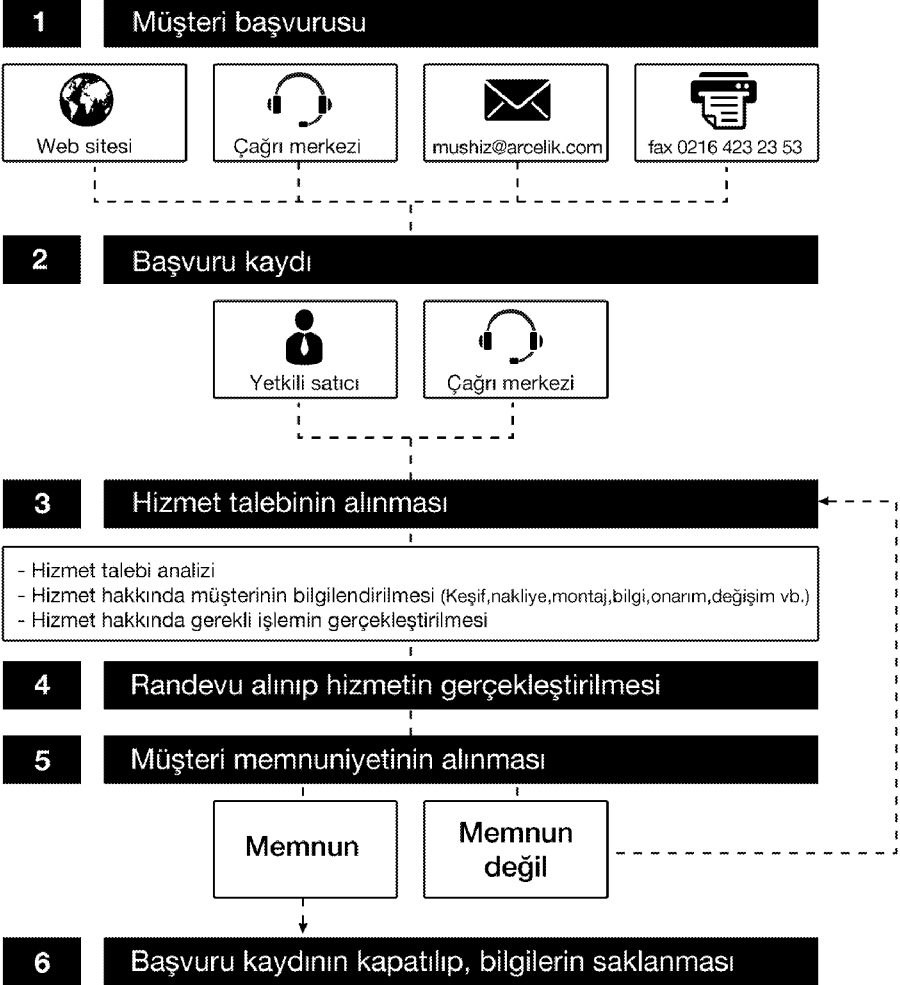 1 Müşteri başvurusu
Web sitesi
Çağrı merkezi
mushiz@arcelik.com
fax 0216 423 23 53
2 Başvuru kaydı
Yetkili satıcı
Çağrı merkezi
3 Hizmet talebinin alınması
- Hizmet talebi analizi
- Hizmet hakkında müşterinin bilgilendirilmesi (Keşif,nakliye,montaj,bilgi,onarım,değişim vb.)
- Hizmet hakkında gerekli işlemin gerçekleştirilmesi
4 Randevu alınıp hizmetin gerçekleştirilmesi
5 Müşteri memnuniyetinin alınması
Memnun
Memnun
değil
6 Başvuru kaydının kapatılıp, bilgilerin saklanması